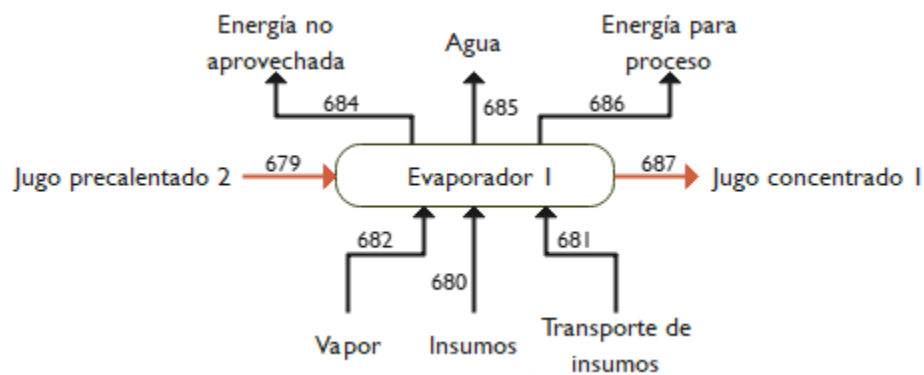 Energía no
aprovechada
Agua
Energía para
proceso
684
685
686
Jugo precalentado 2
679
Evaporador 1
687
Jugo concentrado 1
682
680
681
Vapor
Insumos
Transporte de
insumos